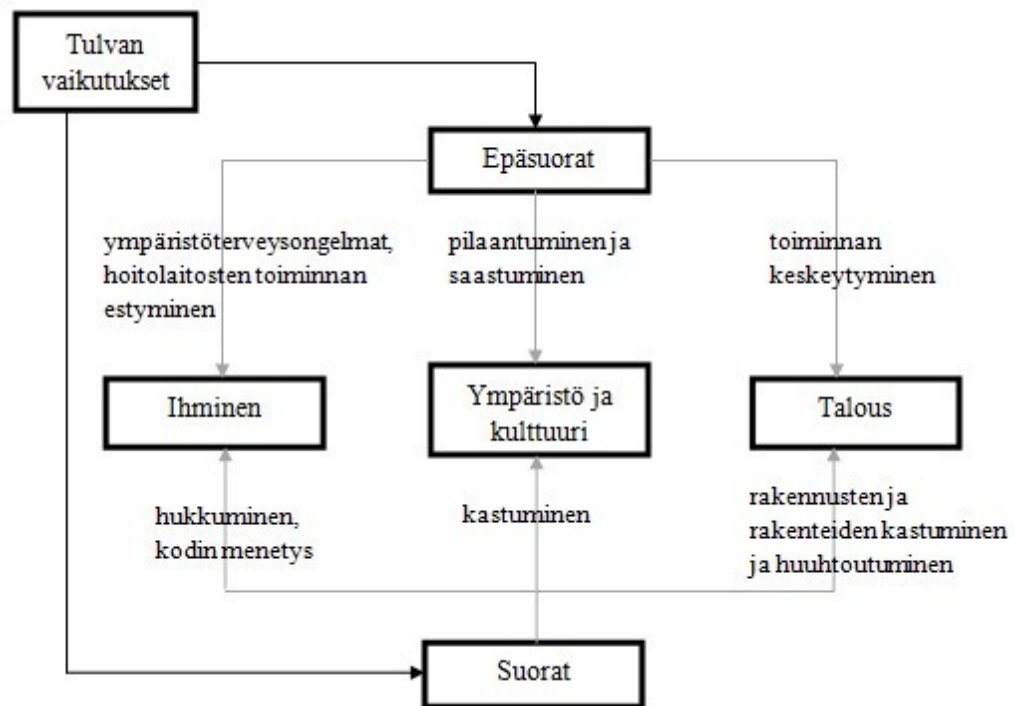 Tulvan
vaikutukset
Epäsuorat
ympäristöterveysongelmat,
hoitolaitosten toiminnan
estyminen
pilaantuminen ja
saastuminen
toiminnan
keskeytyminen
Ihminen
Ympäristö ja
kulttuuri
Talous
hukkuminen,
kodin menetys
kastuminen
rakennusten ja
rakenteiden kastuminen
ja huuhtoutuminen
Suorat